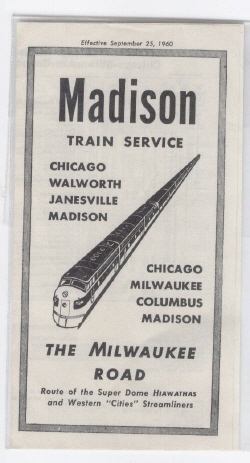 Effective September 25, 1960
Madison
TRAIN SERVICE
CHICAGO
WALWORTH
JANESVILLE
MADISON
CHICAGO
MILWAUKEE
COLUMBUS
MADISON
THE MILWAUKEE
ROAD
Route of the Super Dome HIAWATHAS
and Western "Cities" Streamliners